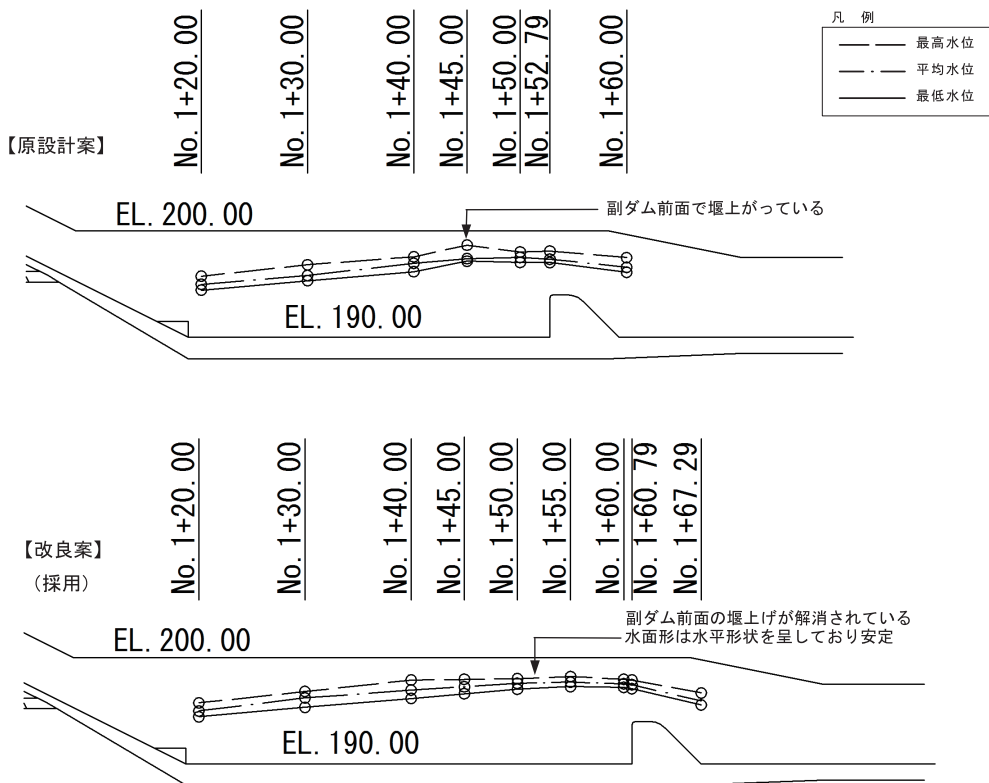 凡 例
最高水位
平均水位
最低水位
【原設計案】
No. 1+20. 00
No. 1+30. 00
No. 1+40. 00
No. 1+45. 00
No. 1+50. 00
No. 1+52. 79
No. 1+60. 00
EL. 200. 00
副ダム前面で堰上がっている
EL. 190. 00
【改良案】
（採用）
No. 1+20. 00
No. 1+30. 00
No. 1+40. 00
No. 1+45. 00
No. 1+50. 00
No. 1+55. 00
No. 1+60. 00
No. 1+60. 79
No. 1+67. 29
EL. 200. 00
副ダム前面の堰上げが解消されている
水面形は水平形状を呈しており安定
EL. 190. 00